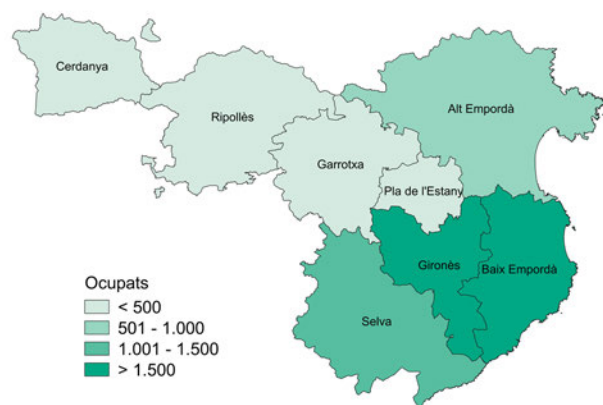 Cerdanya
Ripollès
Alt Empordà
Garrotxa
Pla de l'Estany
Gironès
Baix Empordà
Selva
Ocupats
< 500
501 - 1.000
1.001 - 1.500
> 1.500